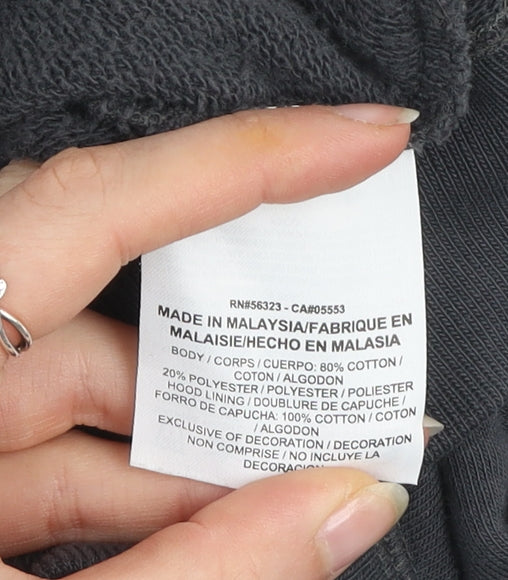 RN#56323 - CA#05553
MADE IN MALAYSIA/FABRIQUE EN
MALAISIE/HECHO EN MALASIA
BODY / CORPS / CUERPO: 80% COTTON /
COTON / ALGODON
20% POLYESTER / POLYESTER / POLIESTER
HOOD LINING / DOUBLURE DE CAPUCHE /
FORRO DE CAPUCHA: 100% COTTON / COTON
/ ALGODON
EXCLUSIVE OF DECORATION / DECORATION
NON COMPRISE / NO INCLUYE LA
DECORACION